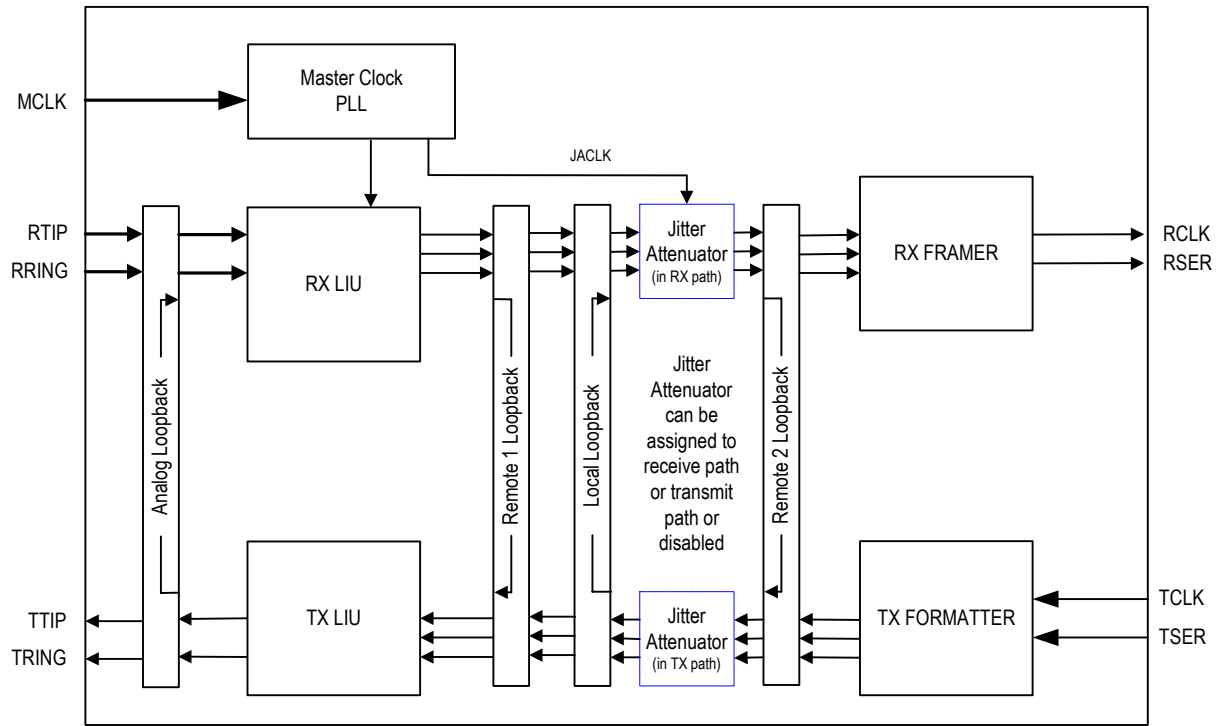 Master Clock
PLL
MCLK
JACLK
RTIP
RRING
RX LIU
Jitter
Attenuator
(in RX path)
RX FRAMER
RCLK
RSER
Analog Loopback
Remote 1 Loopback
Local Loopback
Jitter
Attenuator
can be
assigned to
receive path
or transmit
path or
disabled
Remote 2 Loopback
TTIP
TRING
TX LIU
Jitter
Attenuator
(in TX path)
TX FORMATTER
TCLK
TSER